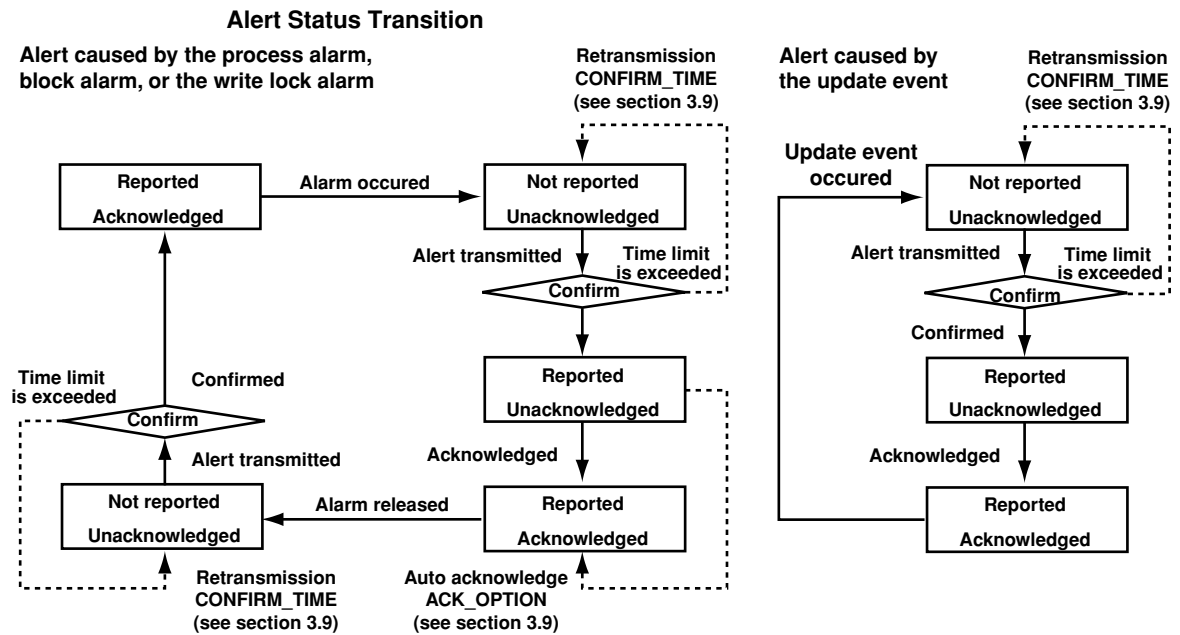 Alert Status Transition
Alert caused by the process alarm,
block alarm, or the write lock alarm
Retransmission
CONFIRM_TIME
(see section 3.9)
Reported
Acknowledged
Alarm occured
Not reported
Unacknowledged
Alert transmitted
Time limit
is exceeded
Confirm
Reported
Unacknowledged
Acknowledged
Reported
Acknowledged
Auto acknowledge
ACK_OPTION
(see section 3.9)
Alarm released
Not reported
Unacknowledged
Retransmission
CONFIRM_TIME
(see section 3.9)
Alert transmitted
Confirm
Time limit
is exceeded
Confirmed
Alert caused by
the update event
Retransmission
CONFIRM_TIME
(see section 3.9)
Update event
occured
Not reported
Unacknowledged
Alert transmitted
Time limit
is exceeded
Confirm
Confirmed
Reported
Unacknowledged
Acknowledged
Reported
Acknowledged